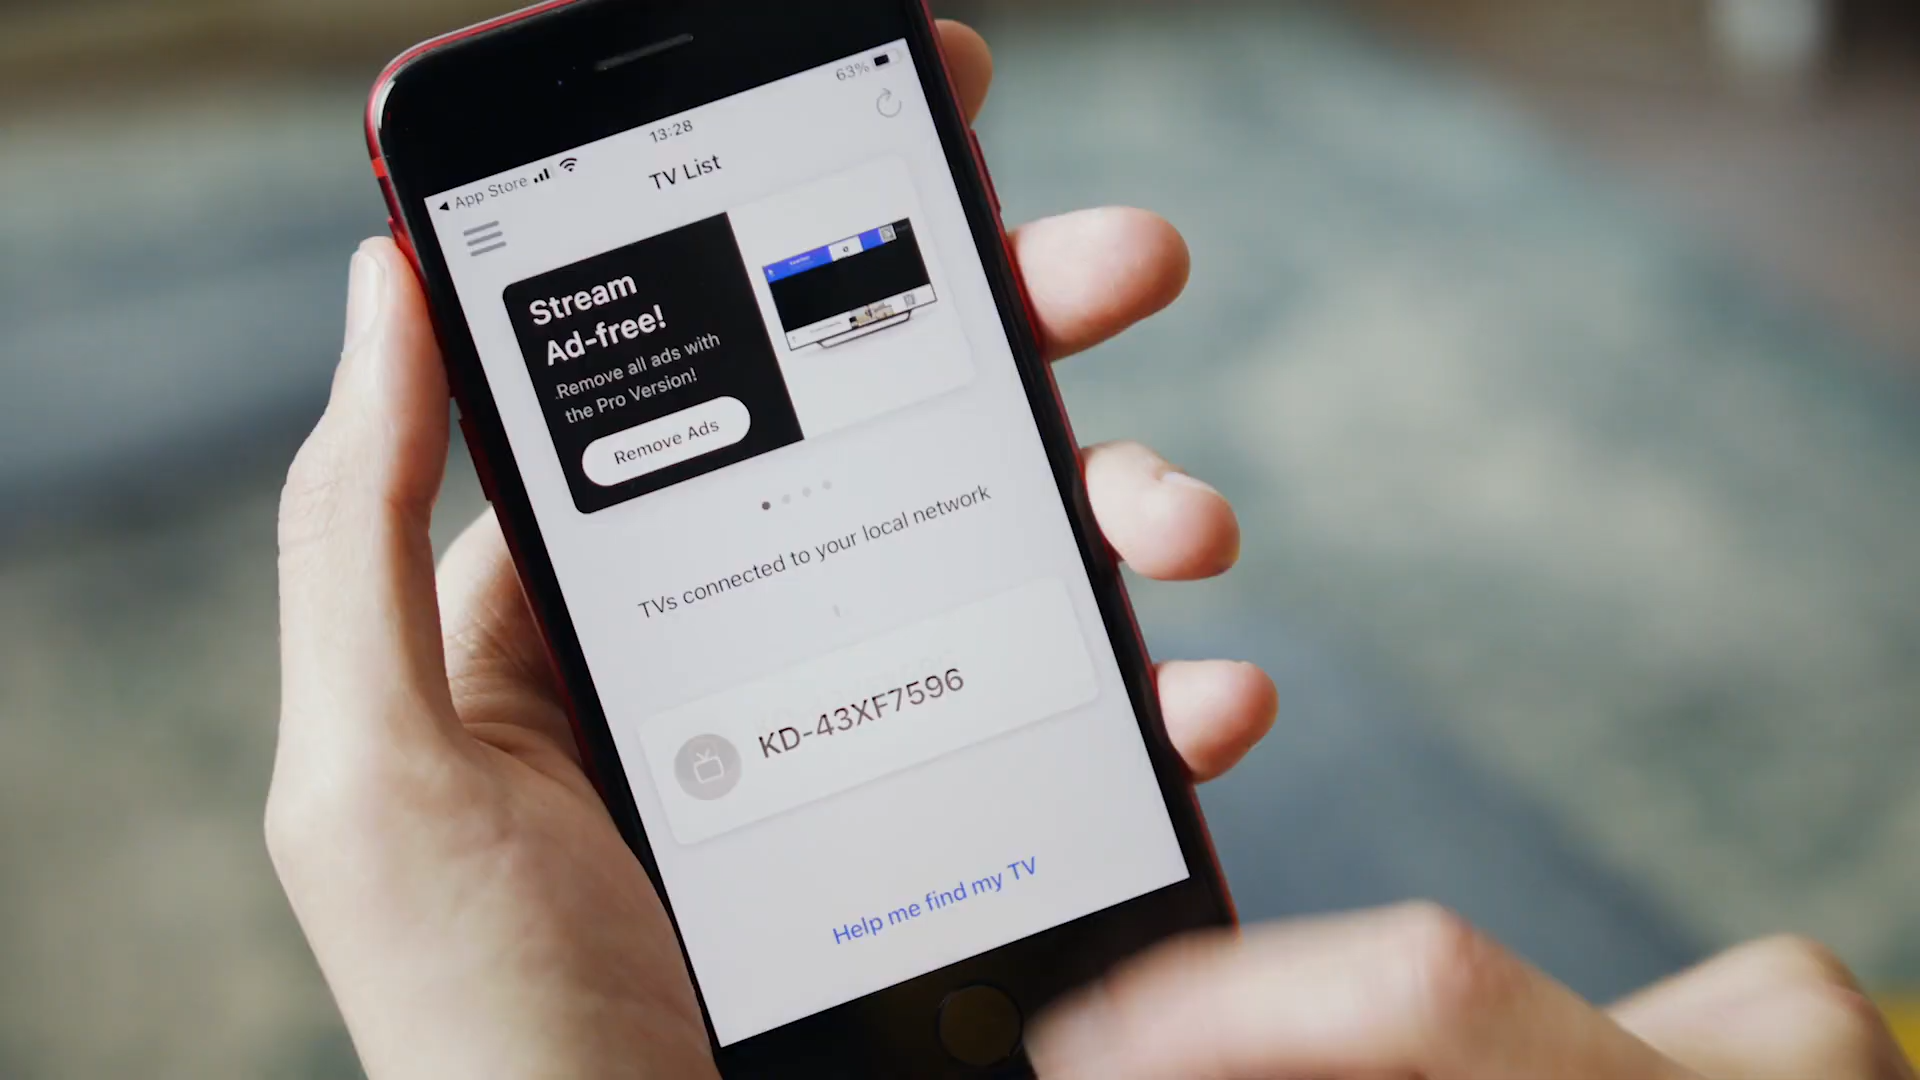 63%
13:28
App Store
TV List
Stream
Ad-free!
Remove all ads with
the Pro Version!
Remove Ads
TVs connected to your local network
KD-43XF7596
Help me find my TV